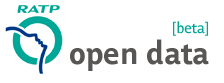 RATP
[beta]
open data